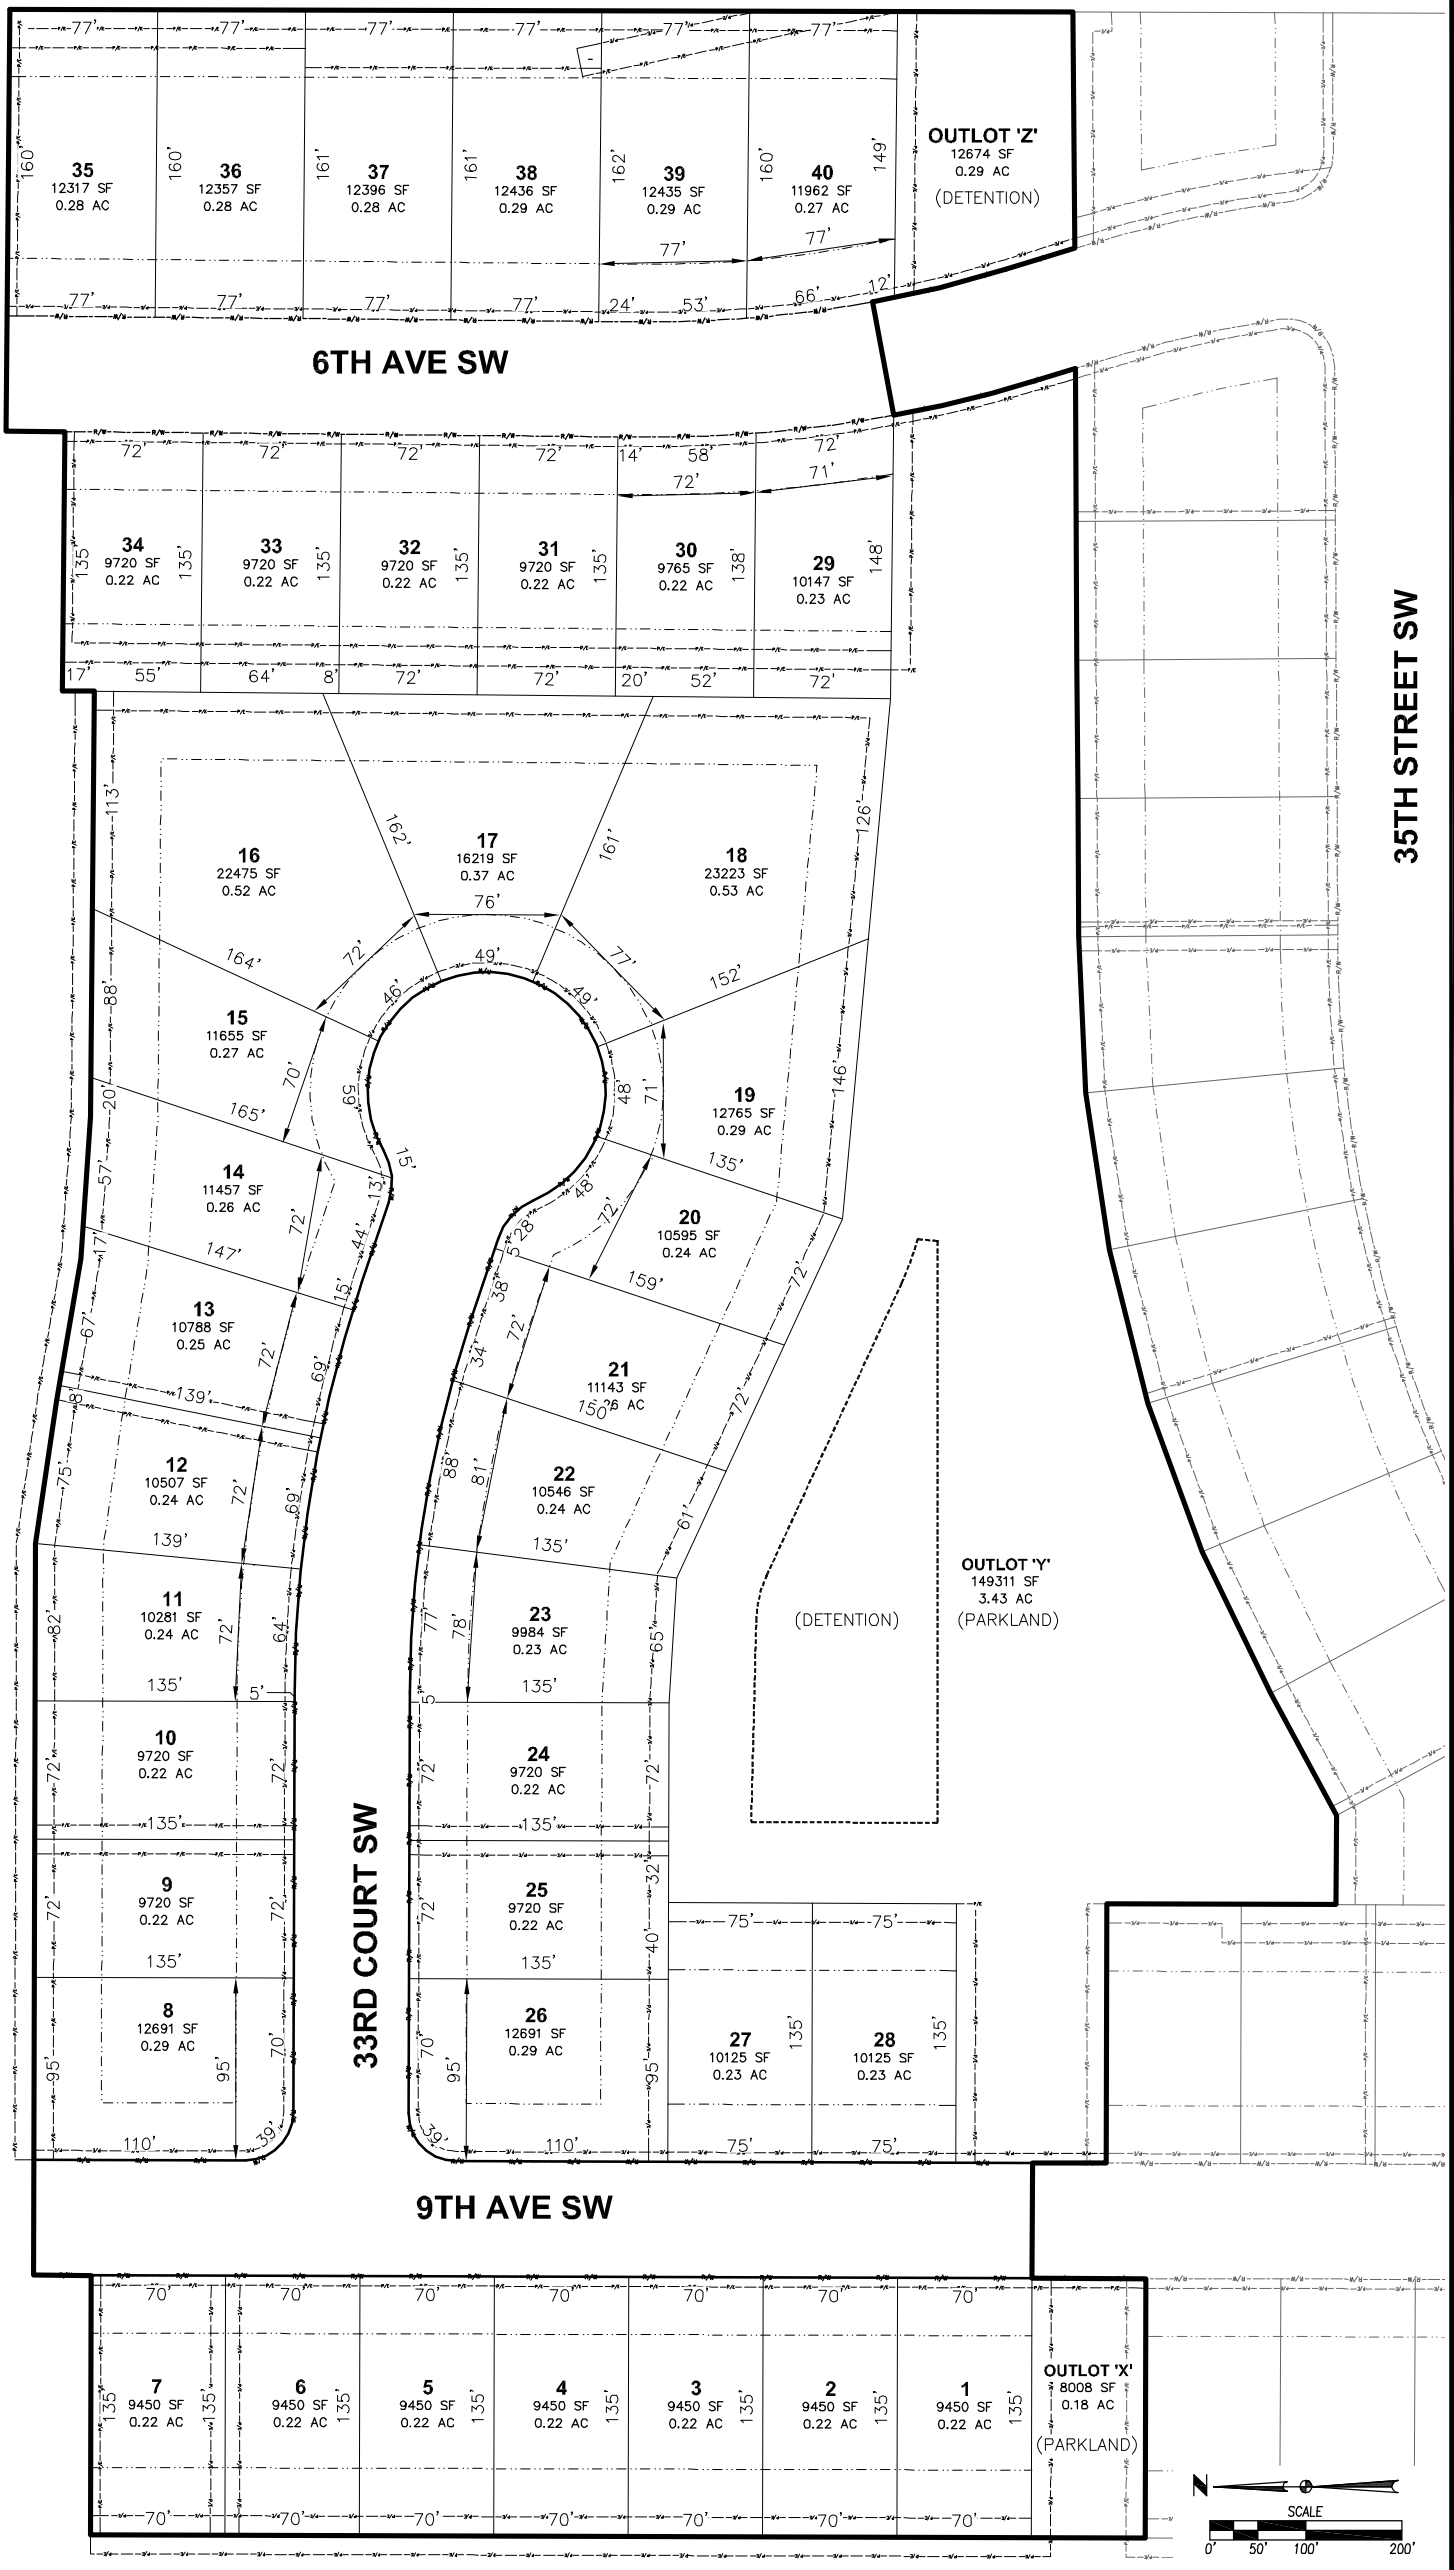 77' 77' 77' 77' 77' 77'
160' 160' 161' 161' 162' 160' 149'
35
12317 SF
0.28 AC
36
12357 SF
0.28 AC
37
12396 SF
0.28 AC
38
12436 SF
0.29 AC
39
12435 SF
0.29 AC
40
11962 SF
0.27 AC
OUTLOT 'Z'
12674 SF
0.29 AC
(DETENTION)
77' 77'
77' 77' 77' 77' 24' 53' 66' 12'
6TH AVE SW
72' 72' 72' 72' 14' 58' 72'
72' 71'
135' 135' 135' 135' 135' 138' 148'
34
9720 SF
0.22 AC
33
9720 SF
0.22 AC
32
9720 SF
0.22 AC
31
9720 SF
0.22 AC
30
9765 SF
0.22 AC
29
10147 SF
0.23 AC
17' 55' 64' 8' 72' 72' 20' 52' 72'
35TH STREET SW
113' 162' 161' 126'
16
22475 SF
0.52 AC
17
16219 SF
0.37 AC
18
23223 SF
0.53 AC
76'
72' 77'
49'
46' 49'
164' 152'
88'
15
11655 SF
0.27 AC
70' 59' 48' 71' 146'
20' 165' 15'
19
12765 SF
0.29 AC
135'
57'
14
11457 SF
0.26 AC
72' 13' 44' 48' 72'
20
10595 SF
0.24 AC
17' 147' 15' 28' 5' 38' 159' 72'
13
10788 SF
0.25 AC
67' 72' 69' 34' 72'
21
11143 SF
26 AC
150' 72'
8' 139'
12
10507 SF
0.24 AC
75' 72' 69' 88' 81'
22
10546 SF
0.24 AC
61'
139' 135'
11
10281 SF
0.24 AC
82' 72' 64' 77' 78'
23
9984 SF
0.23 AC
65'
(DETENTION)
OUTLOT 'Y'
149311 SF
3.43 AC
(PARKLAND)
135' 5' 5' 135'
10
9720 SF
0.22 AC
72' 72' 72'
24
9720 SF
0.22 AC
72'
135' 135'
33RD COURT SW
9
9720 SF
0.22 AC
72' 72' 72'
25
9720 SF
0.22 AC
32' 40'
135' 135'
75' 75'
8
12691 SF
0.29 AC
95' 95' 70' 70' 95'
26
12691 SF
0.29 AC
95'
27
10125 SF
0.23 AC
135'
28
10125 SF
0.23 AC
135'
110' 39' 39' 110' 75' 75'
9TH AVE SW
70' 70' 70' 70' 70' 70' 70'
7
9450 SF
0.22 AC
6
9450 SF
0.22 AC
5
9450 SF
0.22 AC
4
9450 SF
0.22 AC
3
9450 SF
0.22 AC
2
9450 SF
0.22 AC
1
9450 SF
0.22 AC
135' 135' 135' 135' 135' 135' 135' 135'
OUTLOT 'X'
8008 SF
0.18 AC
(PARKLAND)
70' 70' 70' 70' 70' 70' 70'
N
SCALE
0' 50' 100' 200'